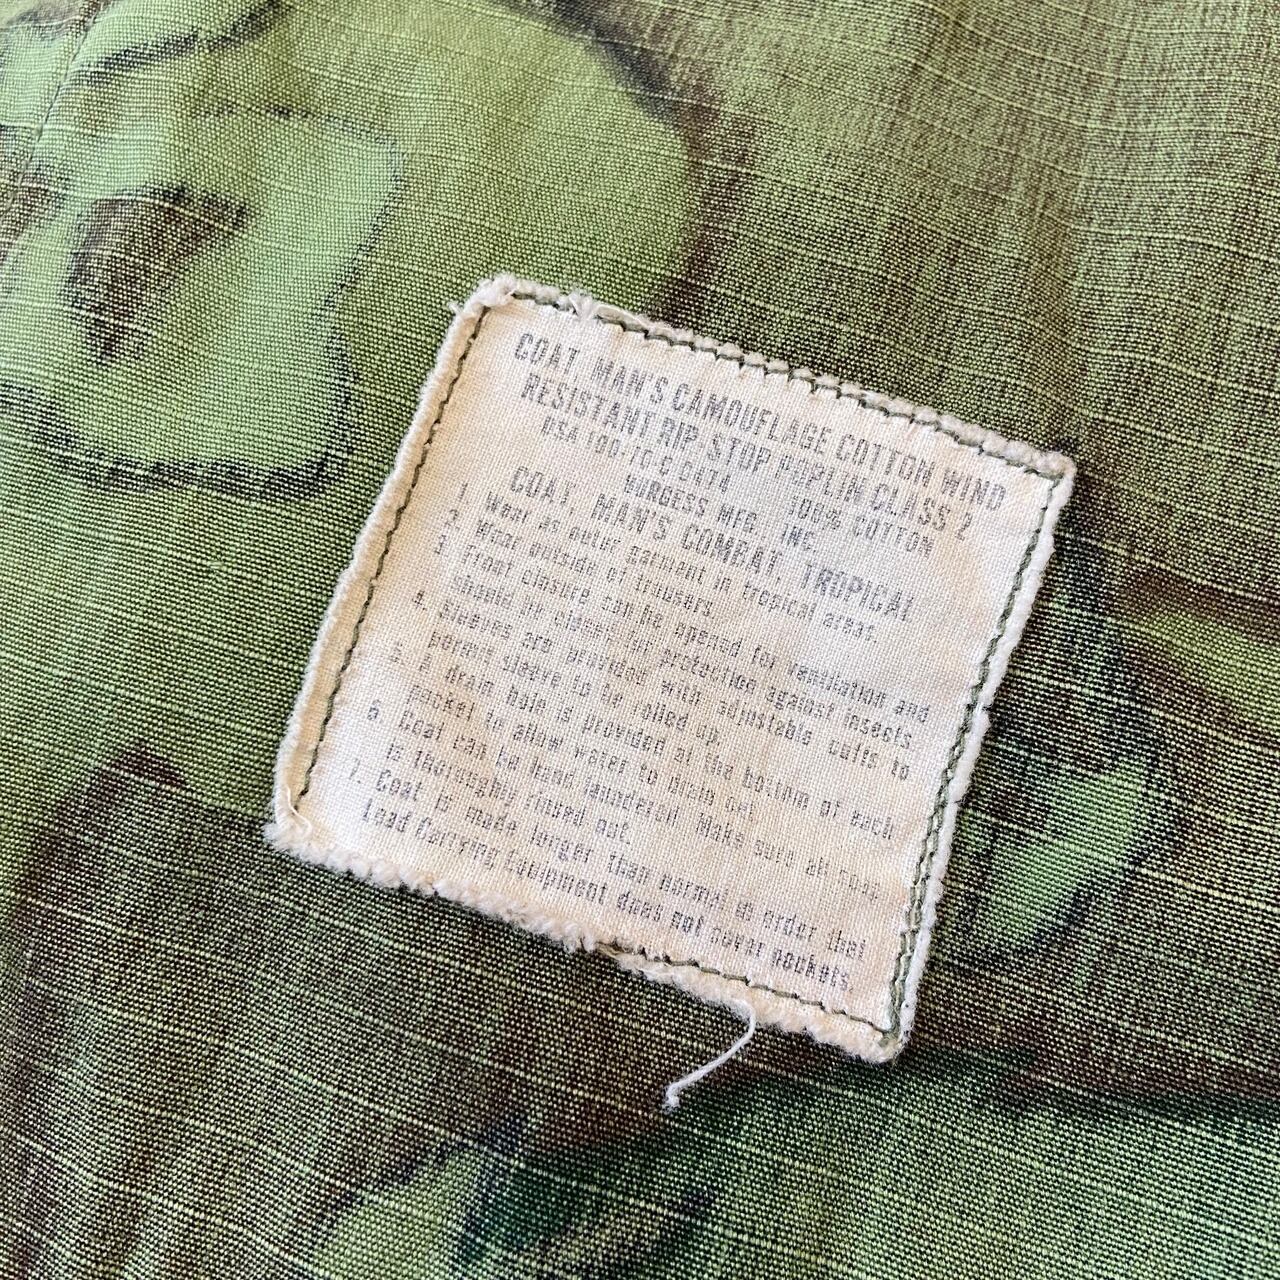 COAT, MAN'S CAMOUFLAGE COTTON WIND
RESISTANT RIP-STOP POPLIN CLASS 2
DSA 100-70-C 0474 100% COTTON
BURGESS MFG. INC
COAT, MAN'S COMBAT, TROPICAL
1. Wear as outer garment in tropical areas.
2. Wear outside of trousers
3. Front closure can be opened for ventilation and
should be closed for protection against insects
4. Sleeves are provided with adjustable cuffs to
permit sleeve to be rolled up.
5. A drain hole is provided at the bottom of each
pocket to allow water to drain out
6. Coat can be hand laundered. Make sure all
is thoroughly rinsed out.
7. Coat is made larger than normal in order that
Load Carrying Equipment does not cover pockets.